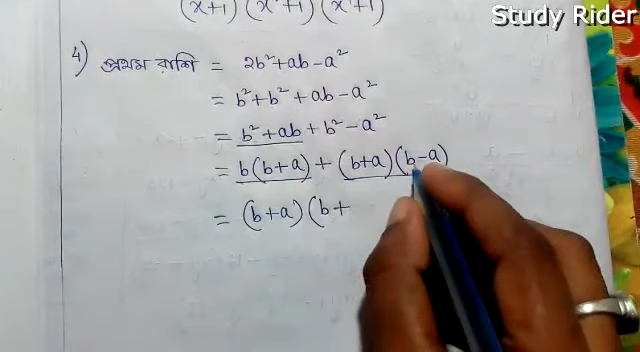 Study Rider
(x+1) (x²+1) (x⁴+1)
4) প্রথম রাশি = 2b²+ab-a²
= b²+b²+ab-a²
= b²+ab+b²-a²
= b(b+a)+(b+a)(b-a)
= (b+a)(b+